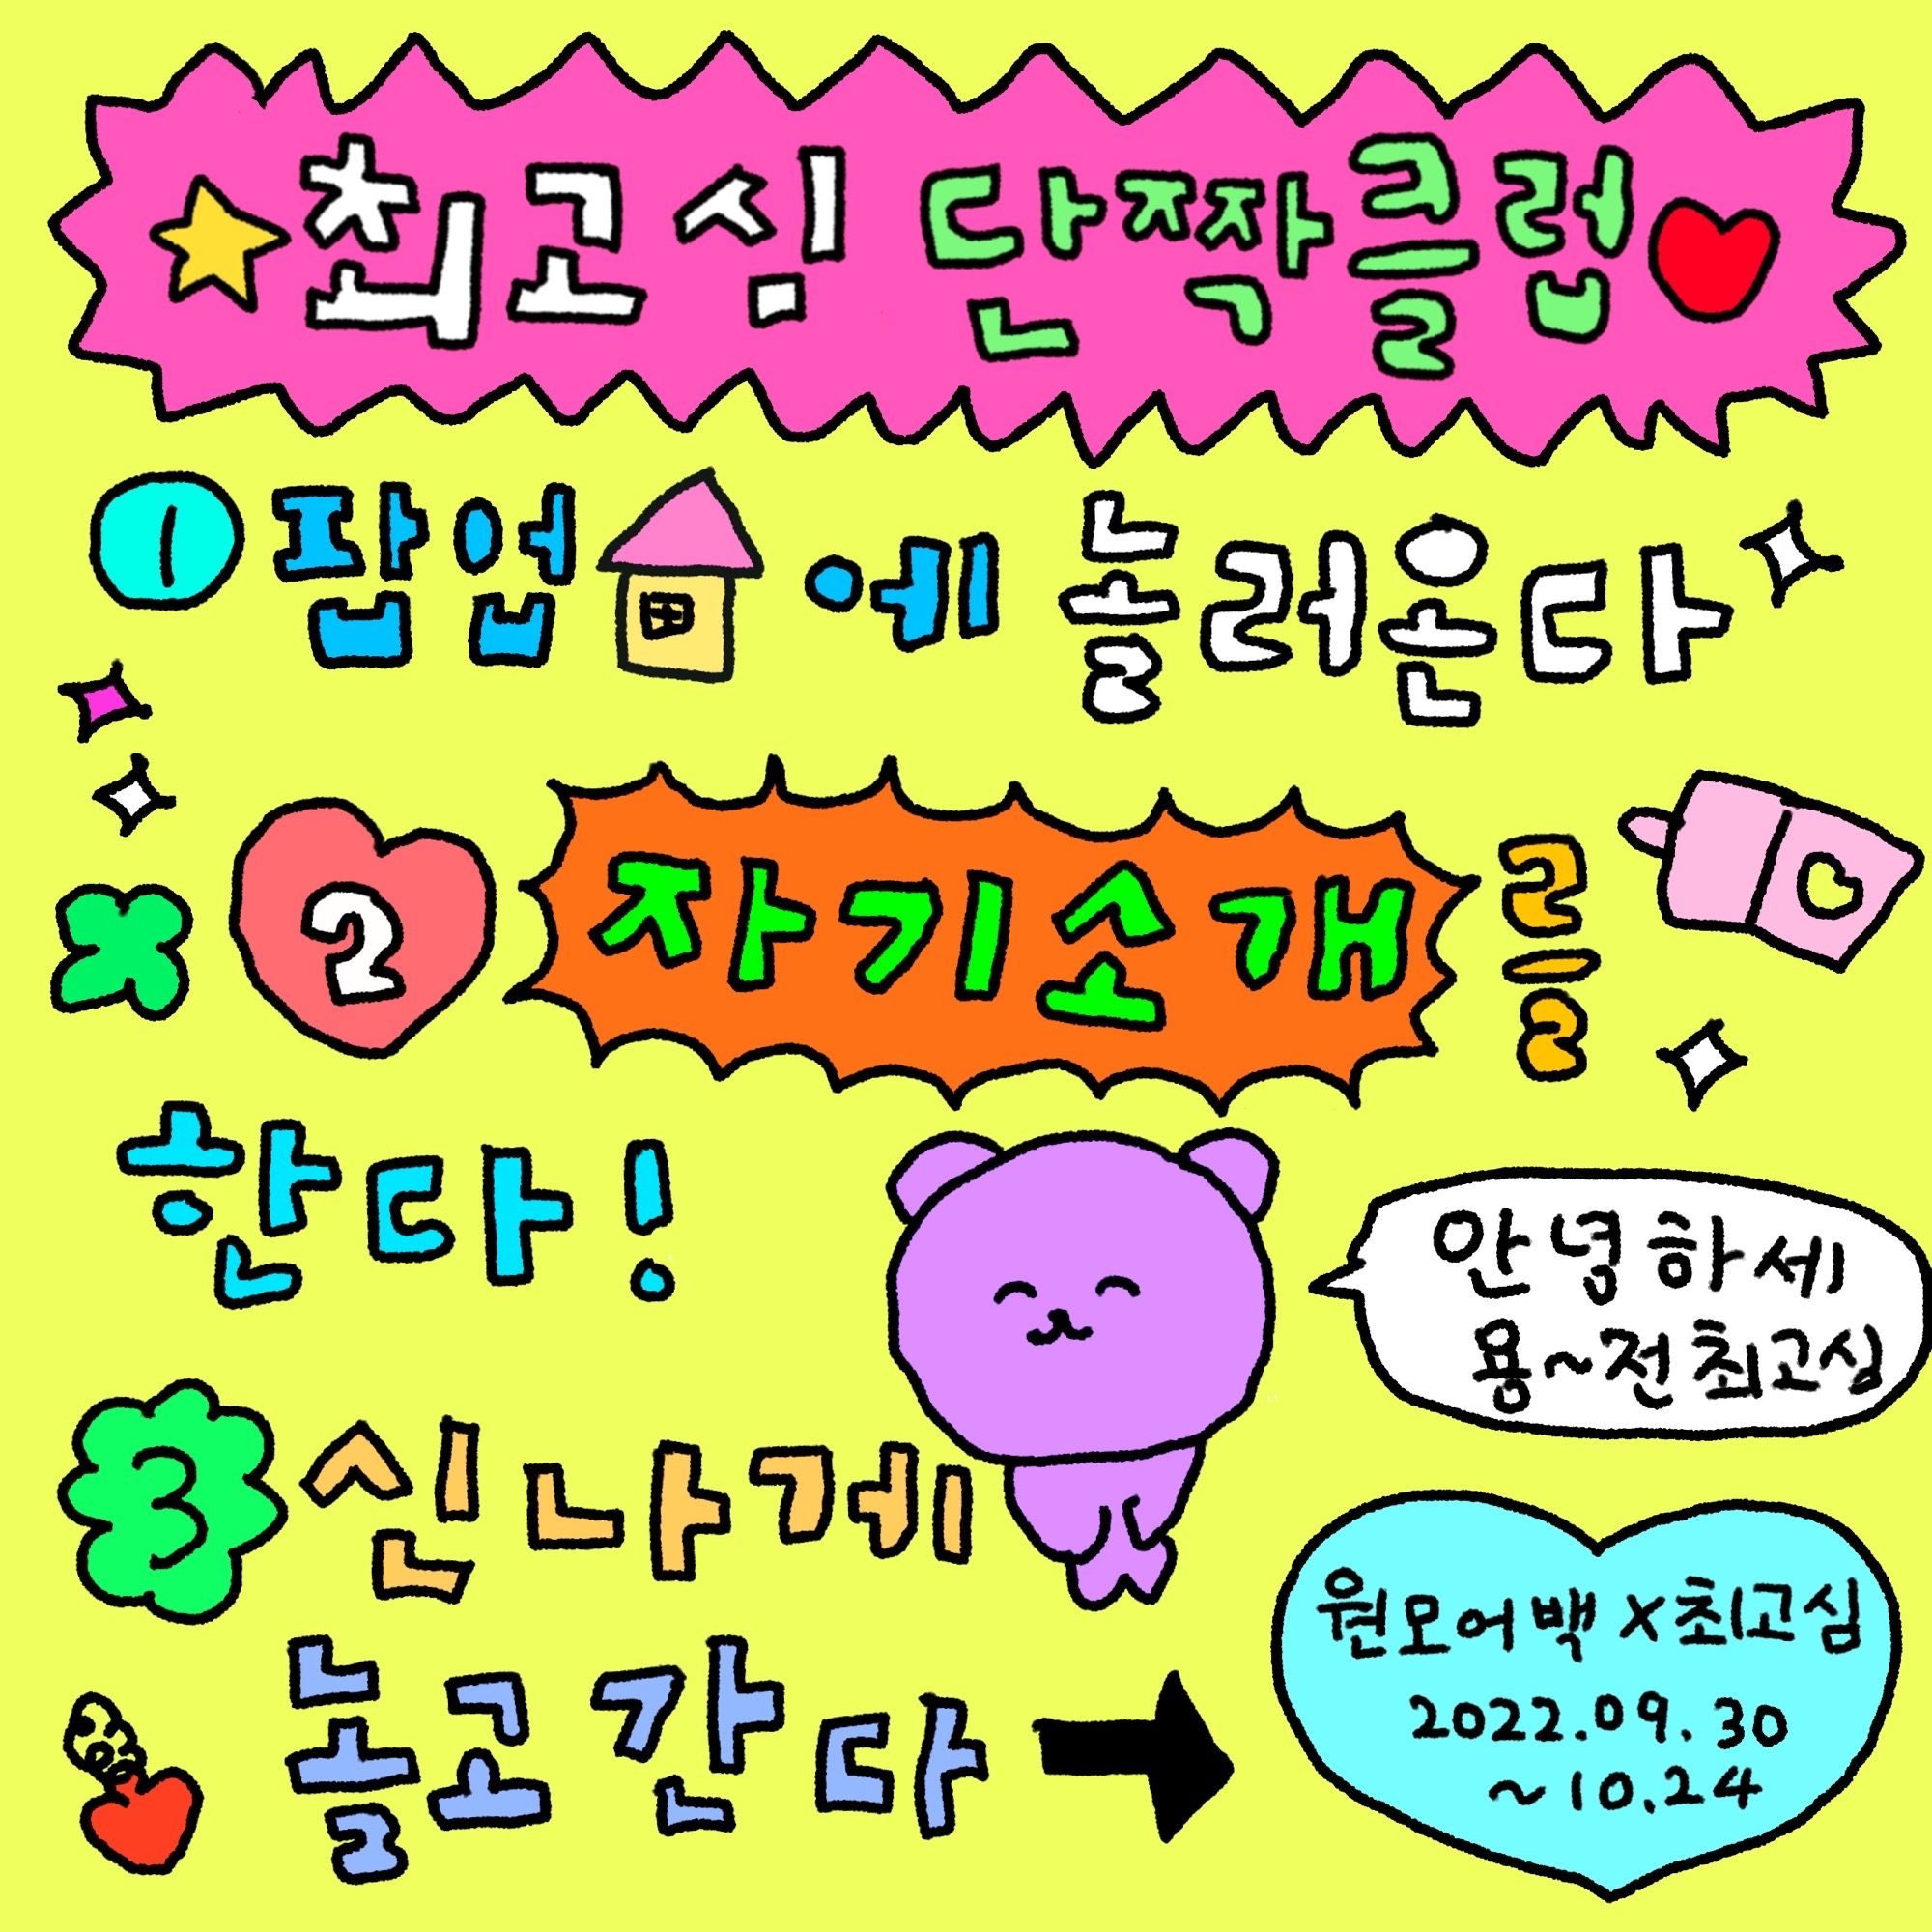 최고심 단짝클럽
1 팝업에 놀러온다
2 자기소개를
한다!
안녕하세
용~전최고심
3 신나게
놀고간다
원모어백X최고심
2022.09.30
~10.24